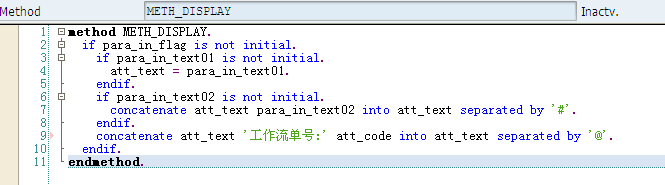 Method METH_DISPLAY Inactv.
1 method METH_DISPLAY.
2 if para_in_flag is not initial.
3 if para_in_text01 is not initial.
4 att_text = para_in_text01.
5 endif.
6 if para_in_text02 is not initial.
7 concatenate att_text para_in_text02 into att_text separated by '#'.
8 endif.
9 concatenate att_text '工作流单号:' att_code into att_text separated by '@'.
10 endif.
11 endmethod.